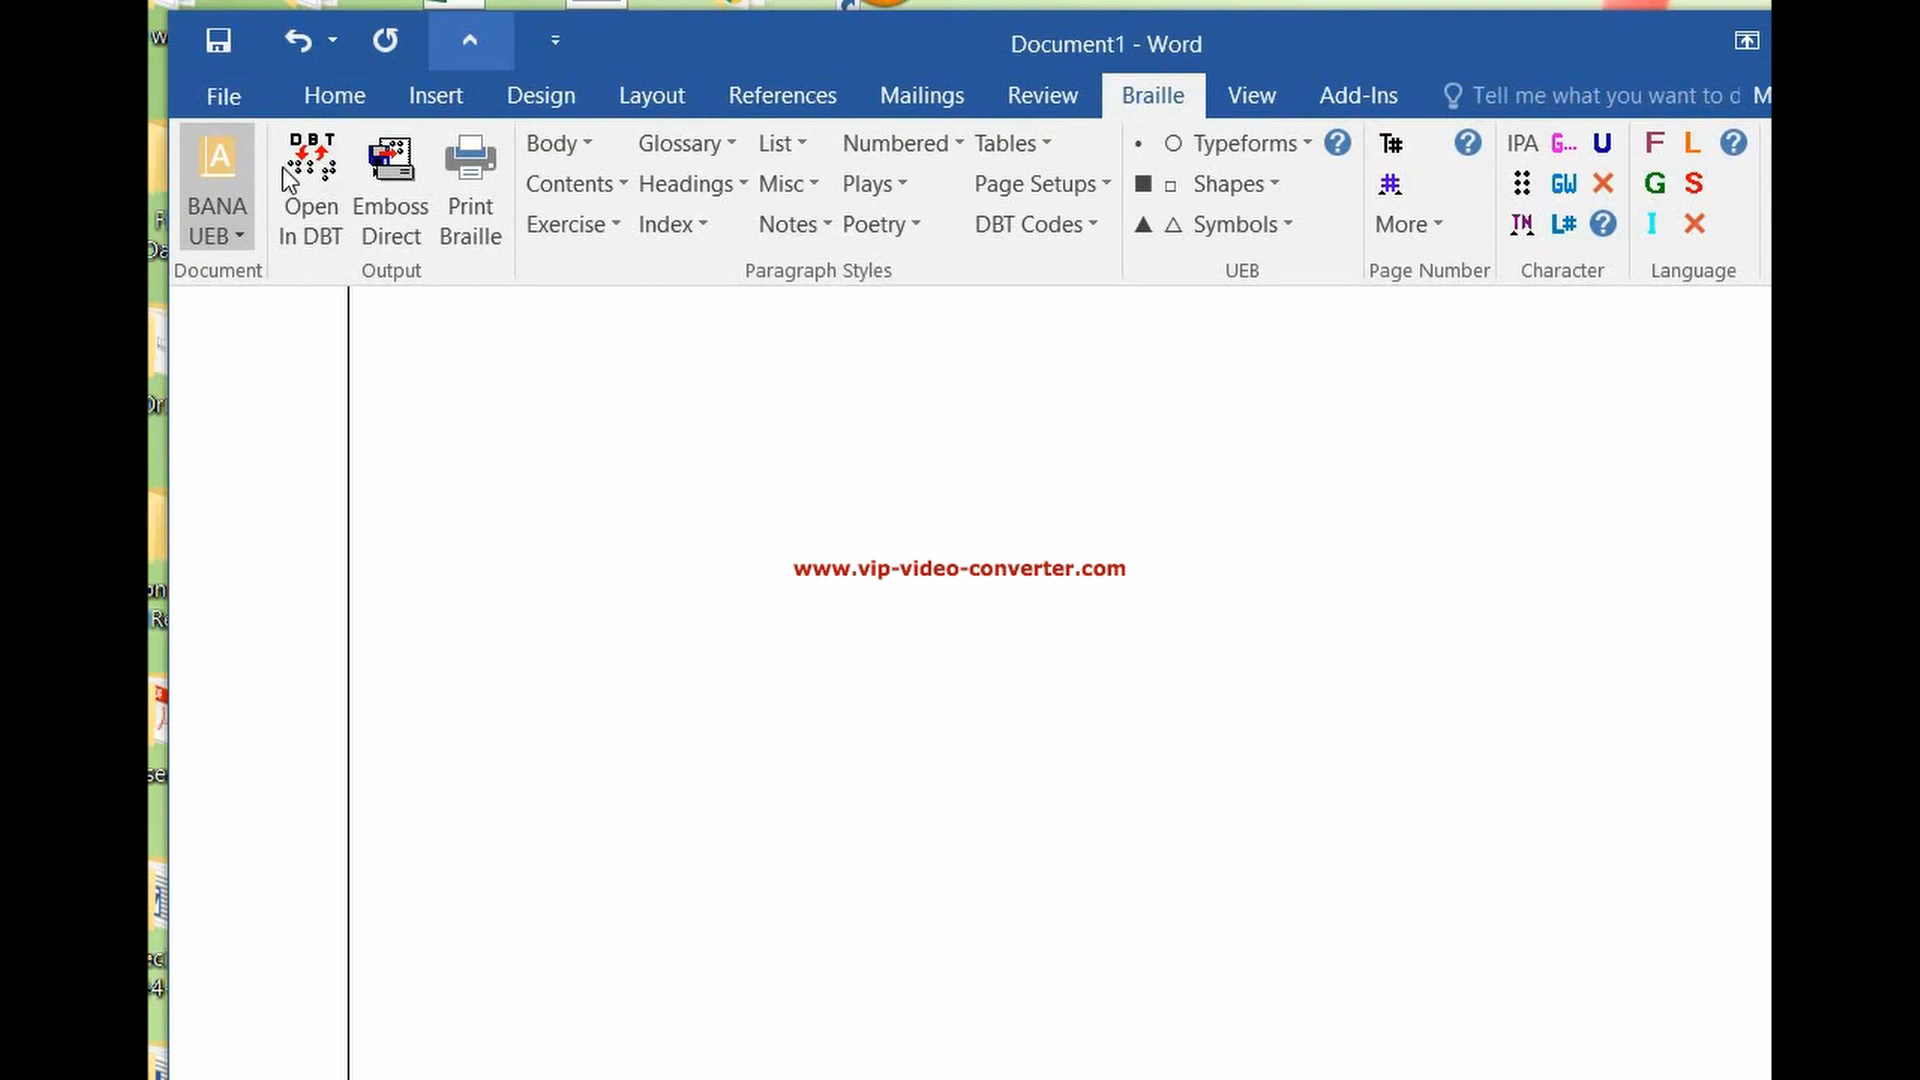 Document1 - Word
File Home Insert Design Layout References Mailings Review Braille View Add-Ins Tell me what you want to d M
BANA UEB
Document
DBT
Open In DBT
Emboss Direct
Print Braille
Output
Body Glossary List Numbered Tables
Contents Headings Misc Plays Page Setups
Exercise Index Notes Poetry DBT Codes
Paragraph Styles
Typeforms ?
Shapes
Symbols
UEB
T# ?
#
More
Page Number
IPA G... U
GW
TN L# ?
Character
F L ?
G S
I
Language
www.vip-video-converter.com